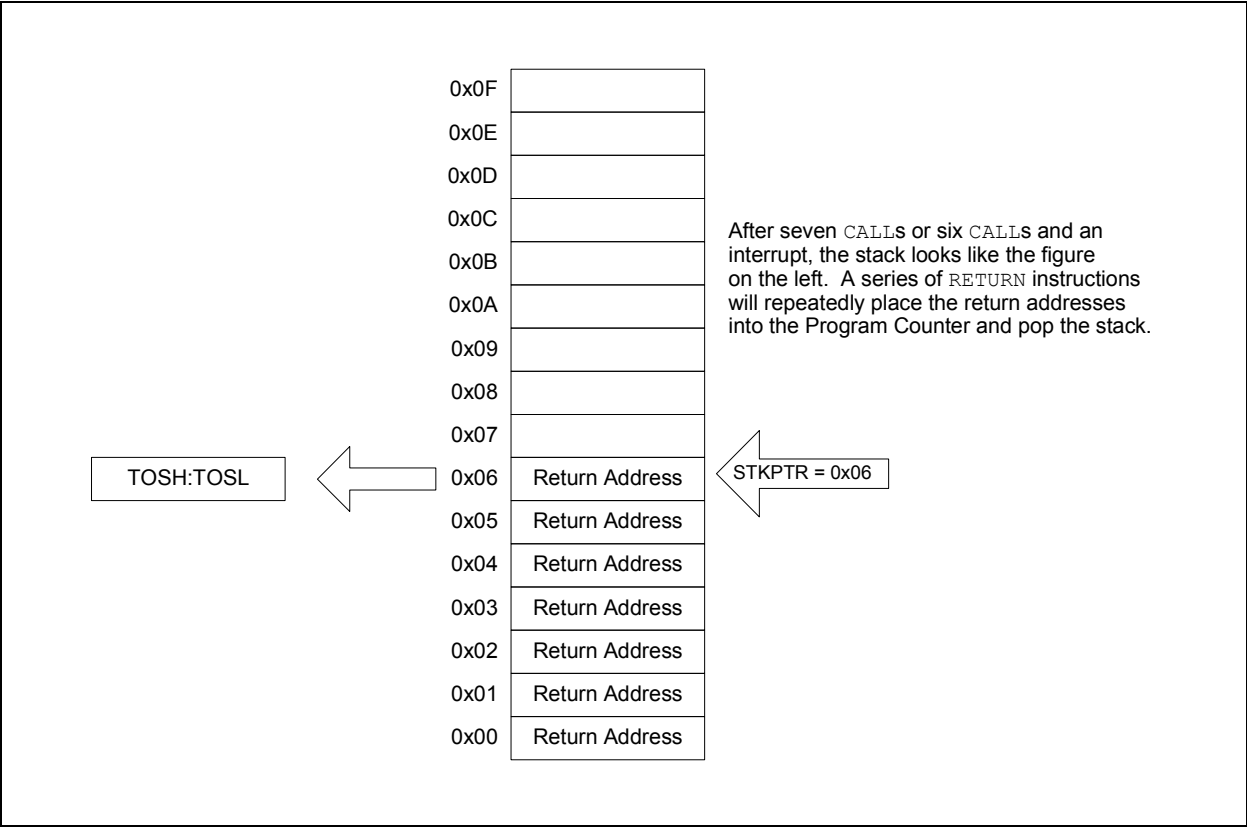 0x0F
0x0E
0x0D
0x0C
0x0B
0x0A
0x09
0x08
0x07
After seven CALLs or six CALLs and an
interrupt, the stack looks like the figure
on the left. A series of RETURN instructions
will repeatedly place the return addresses
into the Program Counter and pop the stack.
TOSH:TOSL
0x06 Return Address
STKPTR = 0x06
0x05 Return Address
0x04 Return Address
0x03 Return Address
0x02 Return Address
0x01 Return Address
0x00 Return Address